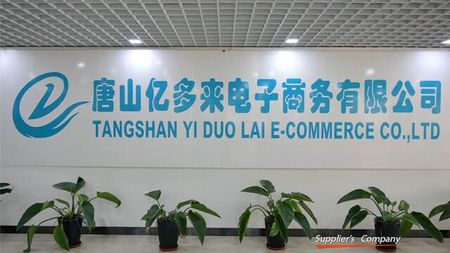 唐山亿多来电子商务有限公司
TANGSHAN YI DUO LAI E-COMMERCE CO.,LTD
Supplier's Company